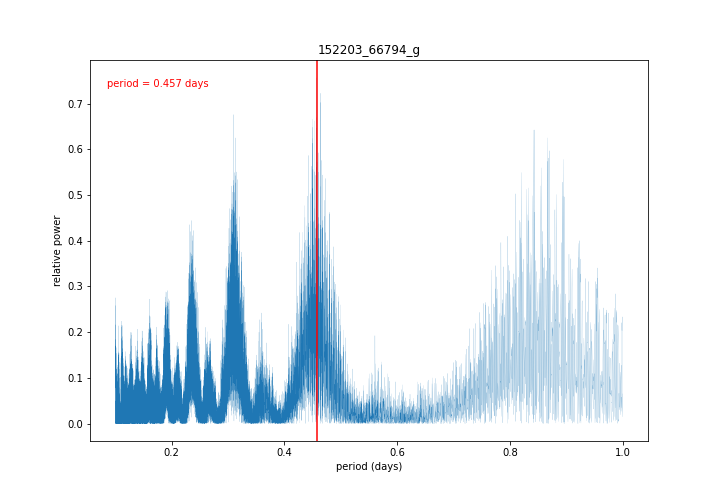 152203_66794_g
period = 0.457 days
relative power
0.7
0.6
0.5
0.4
0.3
0.2
0.1
0.0
0.2 0.4 0.6 0.8 1.0
period (days)